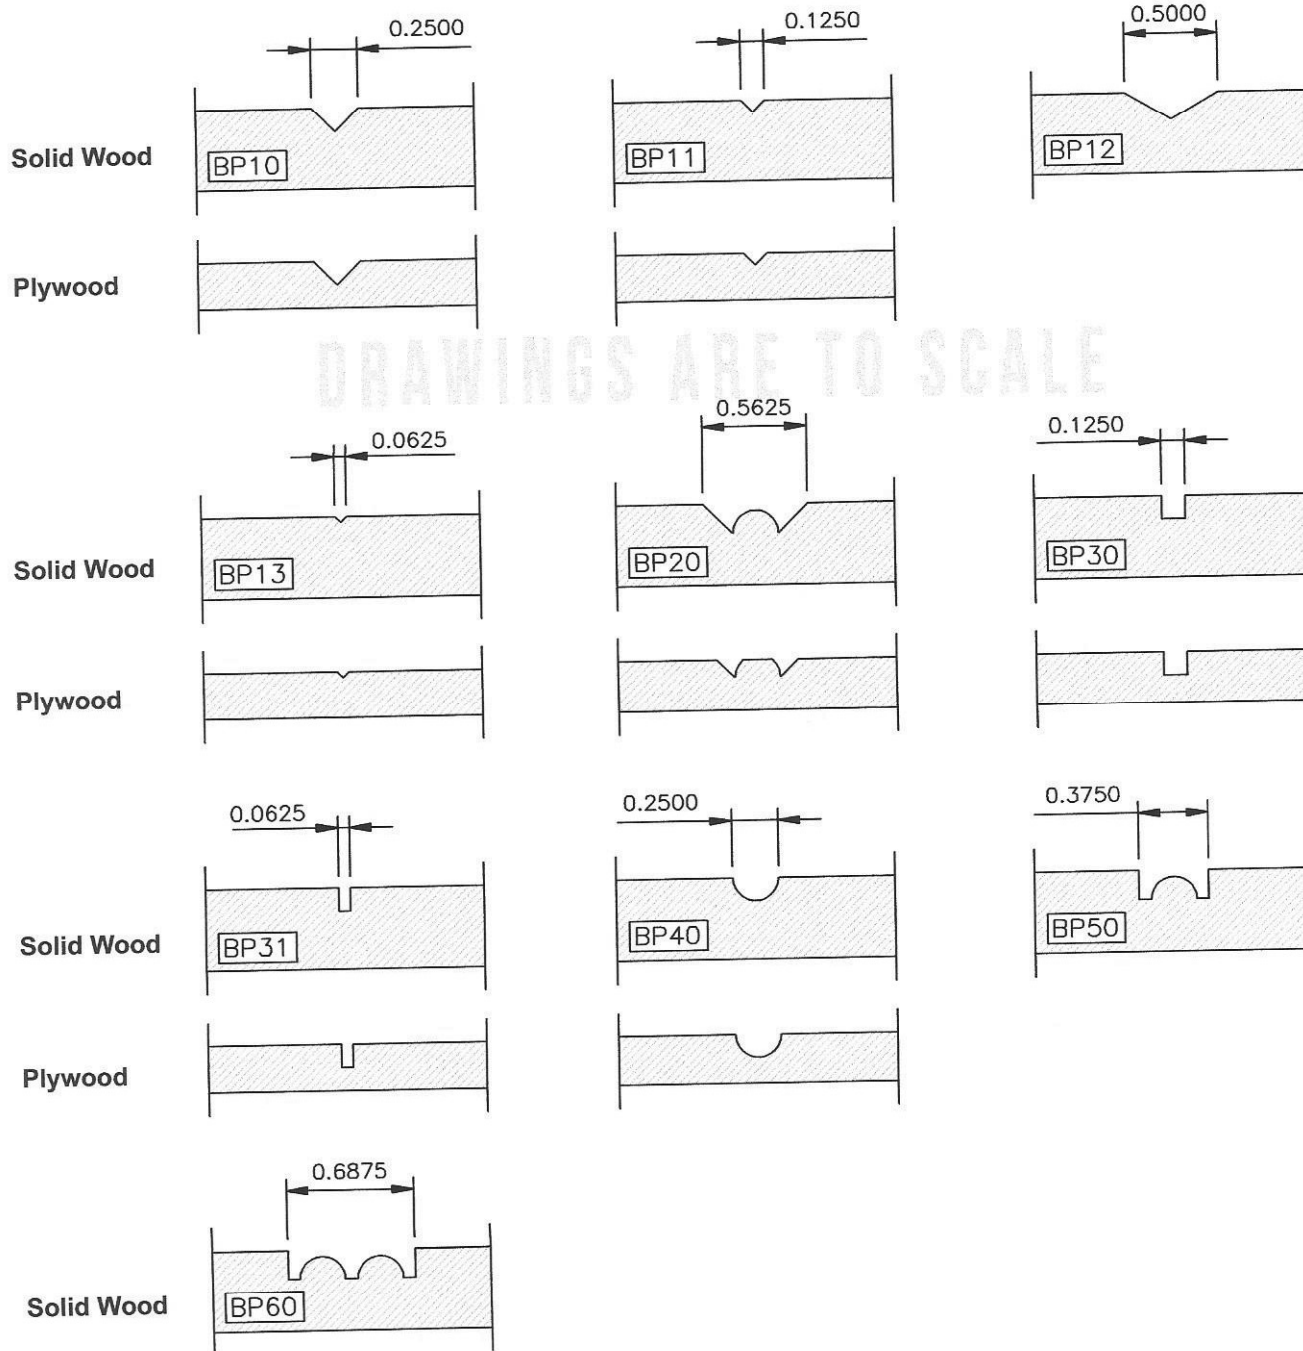 0.2500 0.1250 0.5000
Solid Wood BP10 BP11 BP12
Plywood
DRAWINGS ARE TO SCALE
0.0625 0.5625 0.1250
Solid Wood BP13 BP20 BP30
Plywood
0.0625 0.2500 0.3750
Solid Wood BP31 BP40 BP50
Plywood
0.6875
Solid Wood BP60